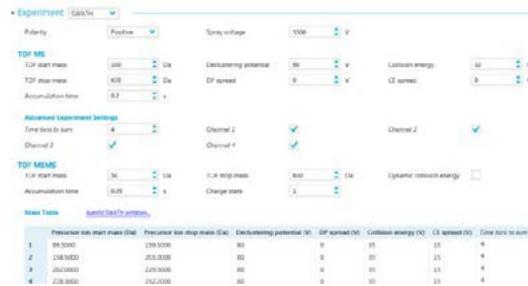 Experiment SWATH
Polarity Positive Spray voltage 5500 V
TOF MS
TOF start mass 100 Da Declustering potential 80 V Collision energy 10
TOF stop mass 600 Da DP spread 0 V CE spread 0
Accumulation time 0.2 s
Advanced Experiment Settings
Time bins to sum 4 Channel 1 Channel 2
Channel 3 Channel 4
TOF MSMS
TOF start mass 50 Da TOF stop mass 600 Da Dynamic collision energy
Accumulation time s Charge state 1
Mass Table SWATH windows...
Precursor ion start mass (Da) Precursor ion stop mass (Da) Declustering potential (V) DP spread (V) Collision energy (V) CE spread (V) Time bins to sum
1 99.5000 159.5000 80 0 35 15 4
2 158.5000 203.0000 80 0 35 15 4
3 202.0000 229.5000 80 0 35 15 4
4 228.5000 252.2000 80 0 35 15 4